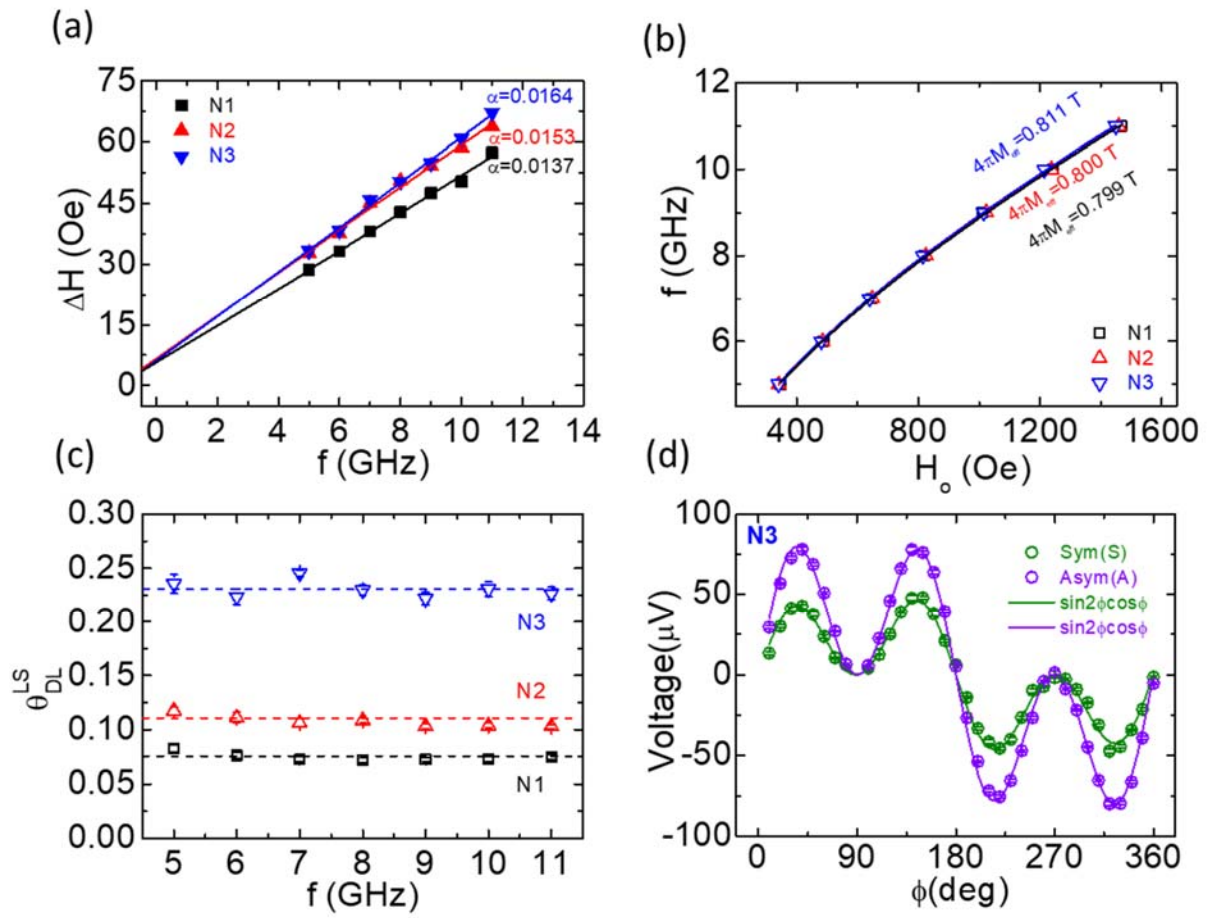 (a)
75
60
45
30
15
0
ΔH (Oe)
N1
N2
N3
α=0.0164
α=0.0153
α=0.0137
0 2 4 6 8 10 12 14
f (GHz)
(b)
12
10
8
6
f (GHz)
4πMeff=0.811 T
4πMeff=0.800 T
4πMeff=0.799 T
N1
N2
N3
400 800 1200 1600
Ho (Oe)
(c)
0.30
0.25
0.20
0.15
0.10
0.05
0.00
θDL^LS
N3
N2
N1
5 6 7 8 9 10 11
f (GHz)
(d)
100
50
0
-50
-100
Voltage(μV)
N3
Sym(S)
Asym(A)
sin2ϕcosϕ
sin2ϕcosϕ
0 90 180 270 360
ϕ(deg)